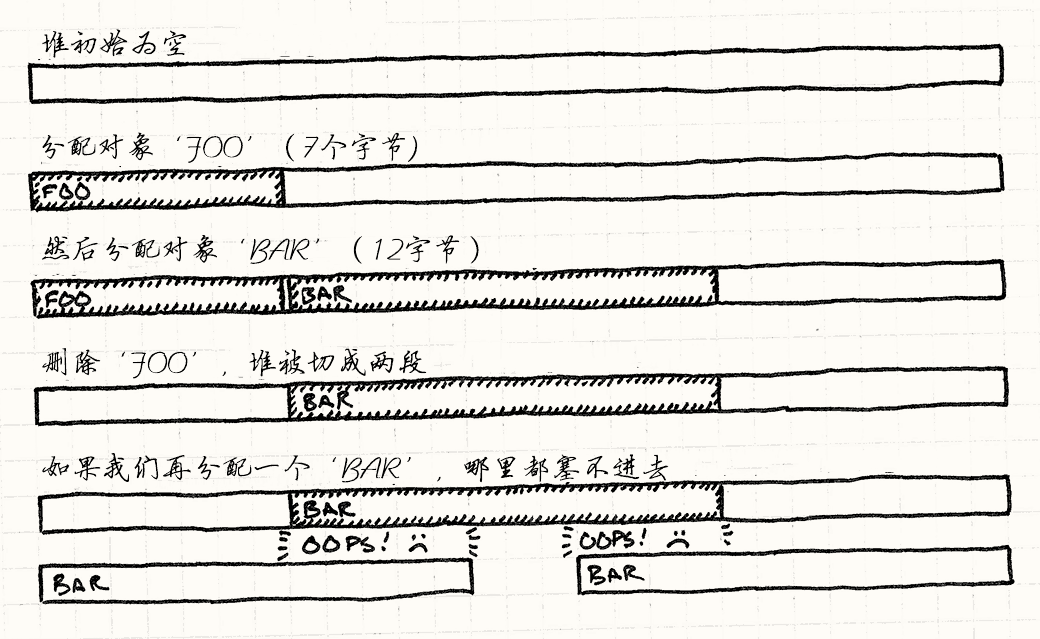 堆初始为空
分配对象 'FOO' (7个字节)
FOO
然后分配对象 'BAR' (12字节)
FOO BAR
删除 'FOO' , 堆被切成两段
BAR
如果我们再分配一个 'BAR' , 哪里都塞不进去
BAR
OOPS! OOPS!
BAR BAR